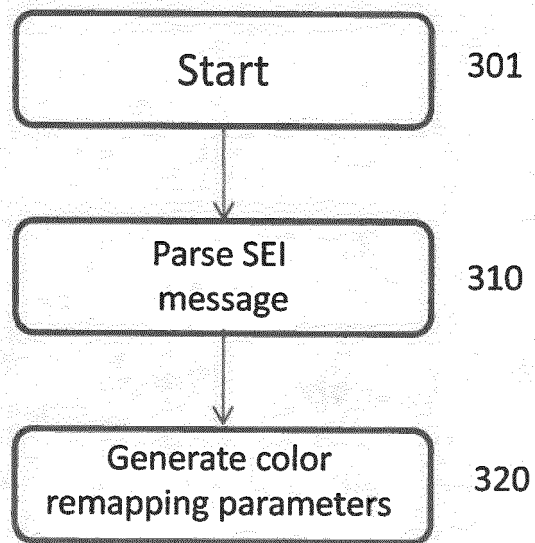 Start 301
Parse SEI
message
310
Generate color
remapping parameters
320